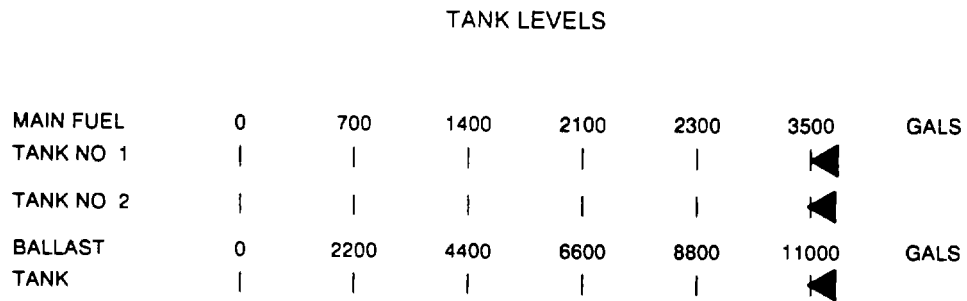 TANK LEVELS
MAIN FUEL 0 700 1400 2100 2300 3500 GALS
TANK NO 1
TANK NO 2
BALLAST 0 2200 4400 6600 8800 11000 GALS
TANK